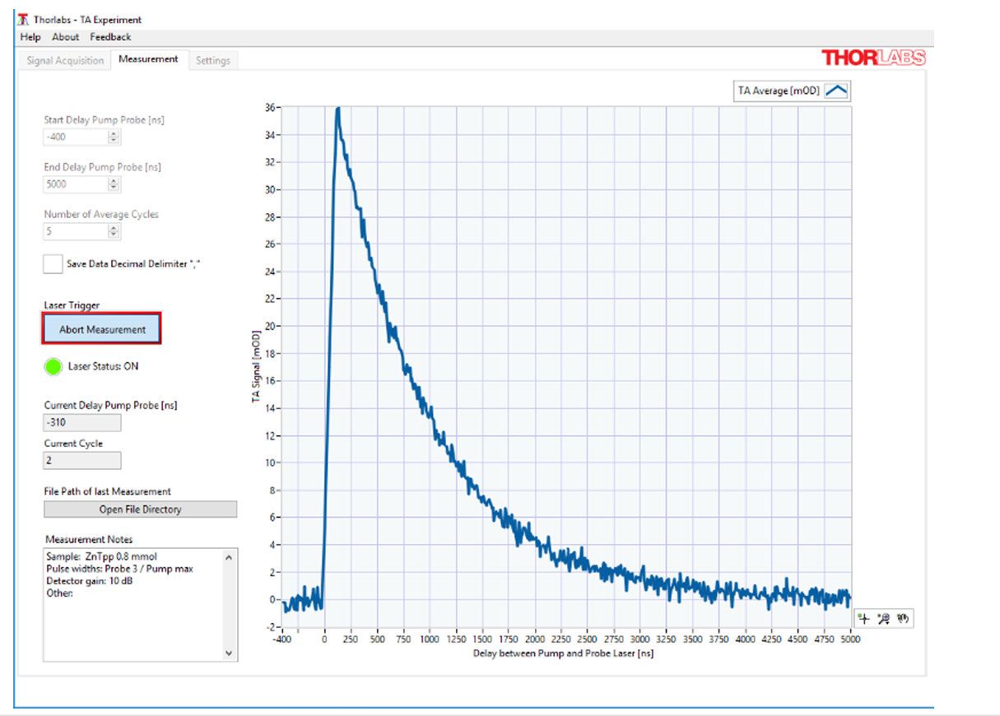 Thorlabs - TA Experiment
Help About Feedback
Signal Acquisition Measurement Settings
THORLABS
TA Average [mOD]
Start Delay Pump Probe [ns]
-400
End Delay Pump Probe [ns]
5000
Number of Average Cycles
5
Save Data Decimal Delimiter ","
Laser Trigger
Abort Measurement
Laser Status: ON
Current Delay Pump Probe [ns]
-310
Current Cycle
2
File Path of last Measurement
Open File Directory
Measurement Notes
Sample: ZnTpp 0.8 mmol
Pulse widths: Probe 3 / Pump max
Detector gain: 10 dB
Other:
TA Signal [mOD]
36
34
32
30
28
26
24
22
20
18
16
14
12
10
8
6
4
2
0
-2
-400 0 250 500 750 1000 1250 1500 1750 2000 2250 2500 2750 3000 3250 3500 3750 4000 4250 4500 4750 5000
Delay between Pump and Probe Laser [ns]